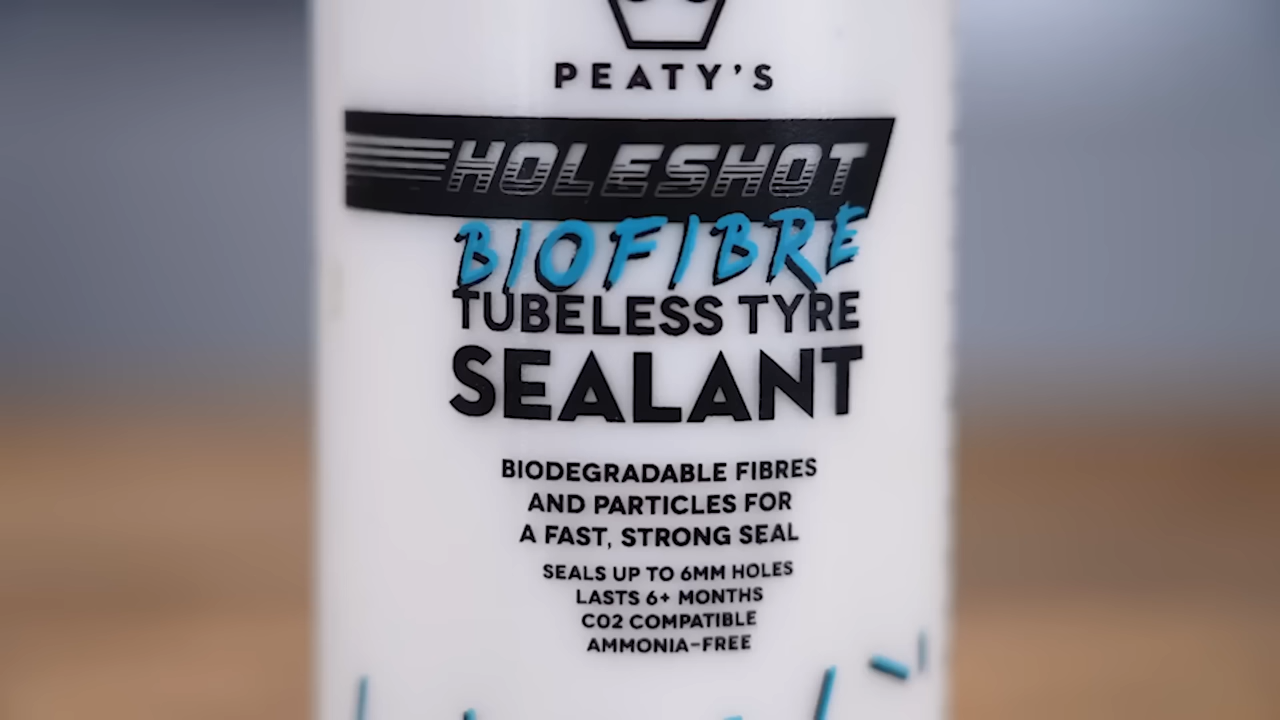 PEATY'S
HOLESHOT
BIOFIBRE
TUBELESS TYRE
SEALANT
BIODEGRADABLE FIBRES
AND PARTICLES FOR
A FAST, STRONG SEAL
SEALS UP TO 6MM HOLES
LASTS 6+ MONTHS
CO2 COMPATIBLE
AMMONIA-FREE